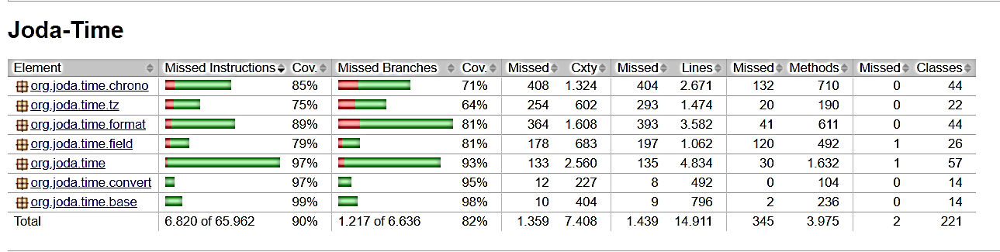 Joda-Time
Element Missed Instructions Cov. Missed Branches Cov. Missed Cxty Missed Lines Missed Methods Missed Classes
org.joda.time.chrono 85% 71% 408 1.324 404 2.671 132 710 0 44
org.joda.time.tz 75% 64% 254 602 293 1.474 20 190 0 22
org.joda.time.format 89% 81% 364 1.608 393 3.582 41 611 0 44
org.joda.time.field 79% 81% 178 683 197 1.062 120 492 1 26
org.joda.time 97% 93% 133 2.560 135 4.834 30 1.632 1 57
org.joda.time.convert 97% 95% 12 227 8 492 0 104 0 14
org.joda.time.base 99% 98% 10 404 9 796 2 236 0 14
Total 6.820 of 65.962 90% 1.217 of 6.636 82% 1.359 7.408 1.439 14.911 345 3.975 2 221